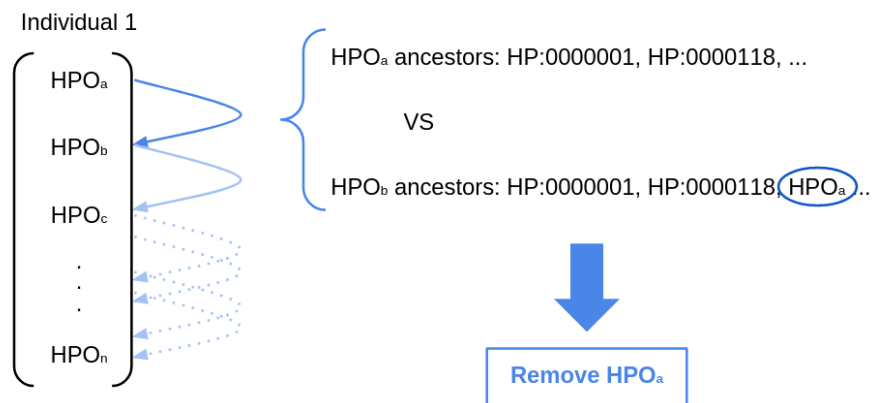 Individual 1
HPOa
HPOb
HPOc
.
.
.
HPOn
HPOa ancestors: HP:0000001, HP:0000118, ...
VS
HPOb ancestors: HP:0000001, HP:0000118, HPOa ...
Remove HPOa